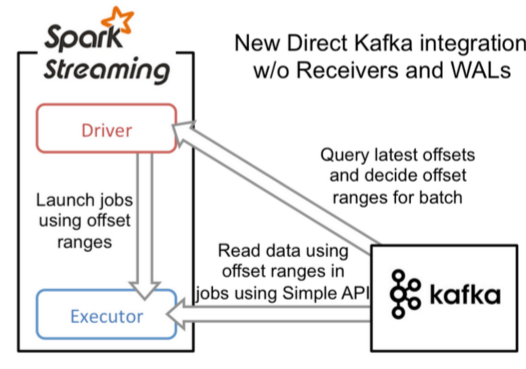 Spark
Streaming
New Direct Kafka integration
w/o Receivers and WALs
Driver
Query latest offsets
and decide offset
ranges for batch
Launch jobs
using offset
ranges
Read data using
offset ranges in
jobs using Simple API
kafka
Executor